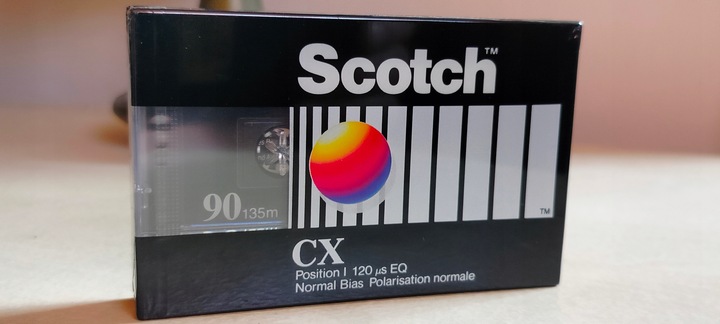 Scotch™
90 135m
TM
CX
Position I 120 µs EQ
Normal Bias Polarisation normale